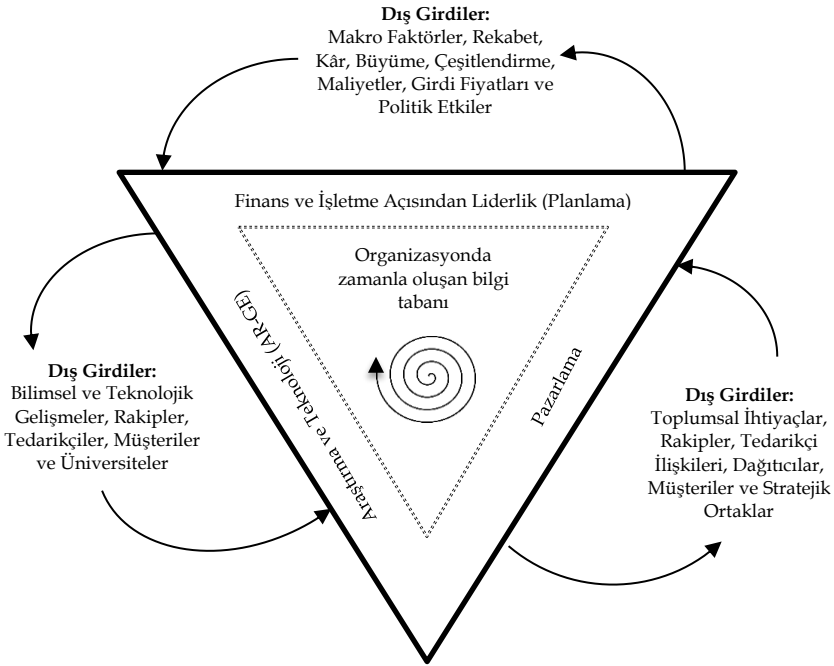 Dış Girdiler:
Makro Faktörler, Rekabet,
Kâr, Büyüme, Çeşitlendirme,
Maliyetler, Girdi Fiyatları ve
Politik Etkiler
Finans ve İşletme Açısından Liderlik (Planlama)
Organizasyonda
zamanla oluşan bilgi
tabanı
Araştırma ve Teknoloji (AR-GE)
Pazarlama
Dış Girdiler:
Bilimsel ve Teknolojik
Gelişmeler, Rakipler,
Tedarikçiler, Müşteriler
ve Üniversiteler
Dış Girdiler:
Toplumsal İhtiyaçlar,
Rakipler, Tedarikçi
İlişkileri, Dağıtıcılar,
Müşteriler ve Stratejik
Ortaklar